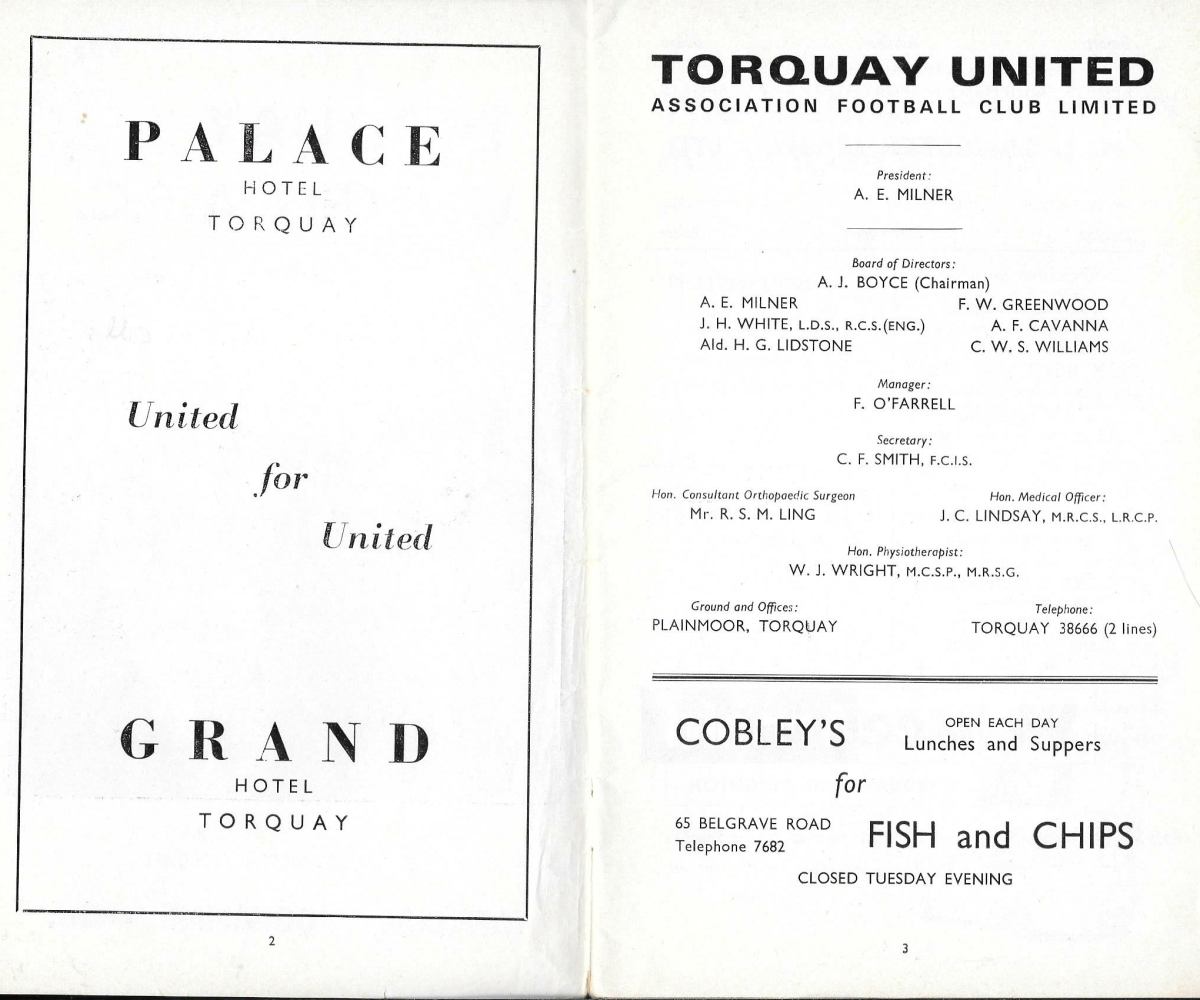 PALACE
HOTEL
TORQUAY
United
for
United
GRAND
HOTEL
TORQUAY
2
TORQUAY UNITED
ASSOCIATION FOOTBALL CLUB LIMITED
President:
A. E. MILNER
Board of Directors:
A. J. BOYCE (Chairman)
A. E. MILNER F. W. GREENWOOD
J. H. WHITE, L.D.S., R.C.S.(ENG.) A. F. CAVANNA
Ald. H. G. LIDSTONE C. W. S. WILLIAMS
Manager:
F. O'FARRELL
Secretary:
C. F. SMITH, F.C.I.S.
Hon. Consultant Orthopaedic Surgeon Hon. Medical Officer:
Mr. R. S. M. LING J. C. LINDSAY, M.R.C.S., L.R.C.P.
Hon. Physiotherapist:
W. J. WRIGHT, M.C.S.P., M.R.S.G.
Ground and Offices: Telephone:
PLAINMOOR, TORQUAY TORQUAY 38666 (2 lines)
COBLEY'S
OPEN EACH DAY
Lunches and Suppers
for
65 BELGRAVE ROAD
Telephone 7682
FISH and CHIPS
CLOSED TUESDAY EVENING
3